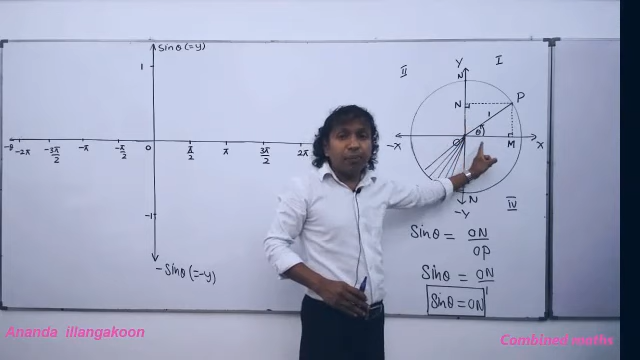 sinθ(=y)
1
-θ -2π -3π/2 -π -π/2 0 π/2 π 3π/2 2π
-1
-sinθ(=-y)
Y
II I
N
N P
1
θ
-X O M X
N
-Y IV
Sinθ = ON/OP
Sinθ = ON/1
Sinθ = ON
Ananda illangakoon
Combined maths